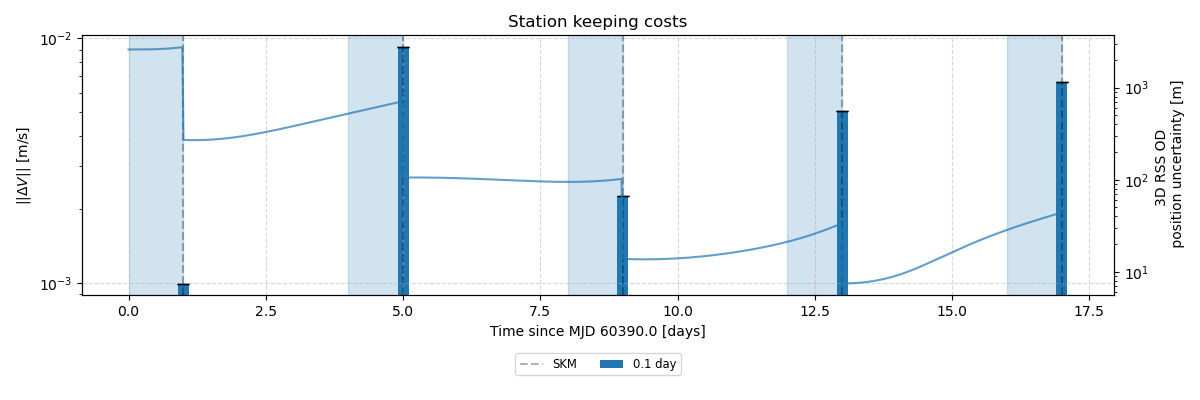 Station keeping costs
10⁻²
10⁻³
||ΔV|| [m/s]
10³
10²
10¹
3D RSS OD
position uncertainty [m]
0.0 2.5 5.0 7.5 10.0 12.5 15.0 17.5
Time since MJD 60390.0 [days]
SKM 0.1 day